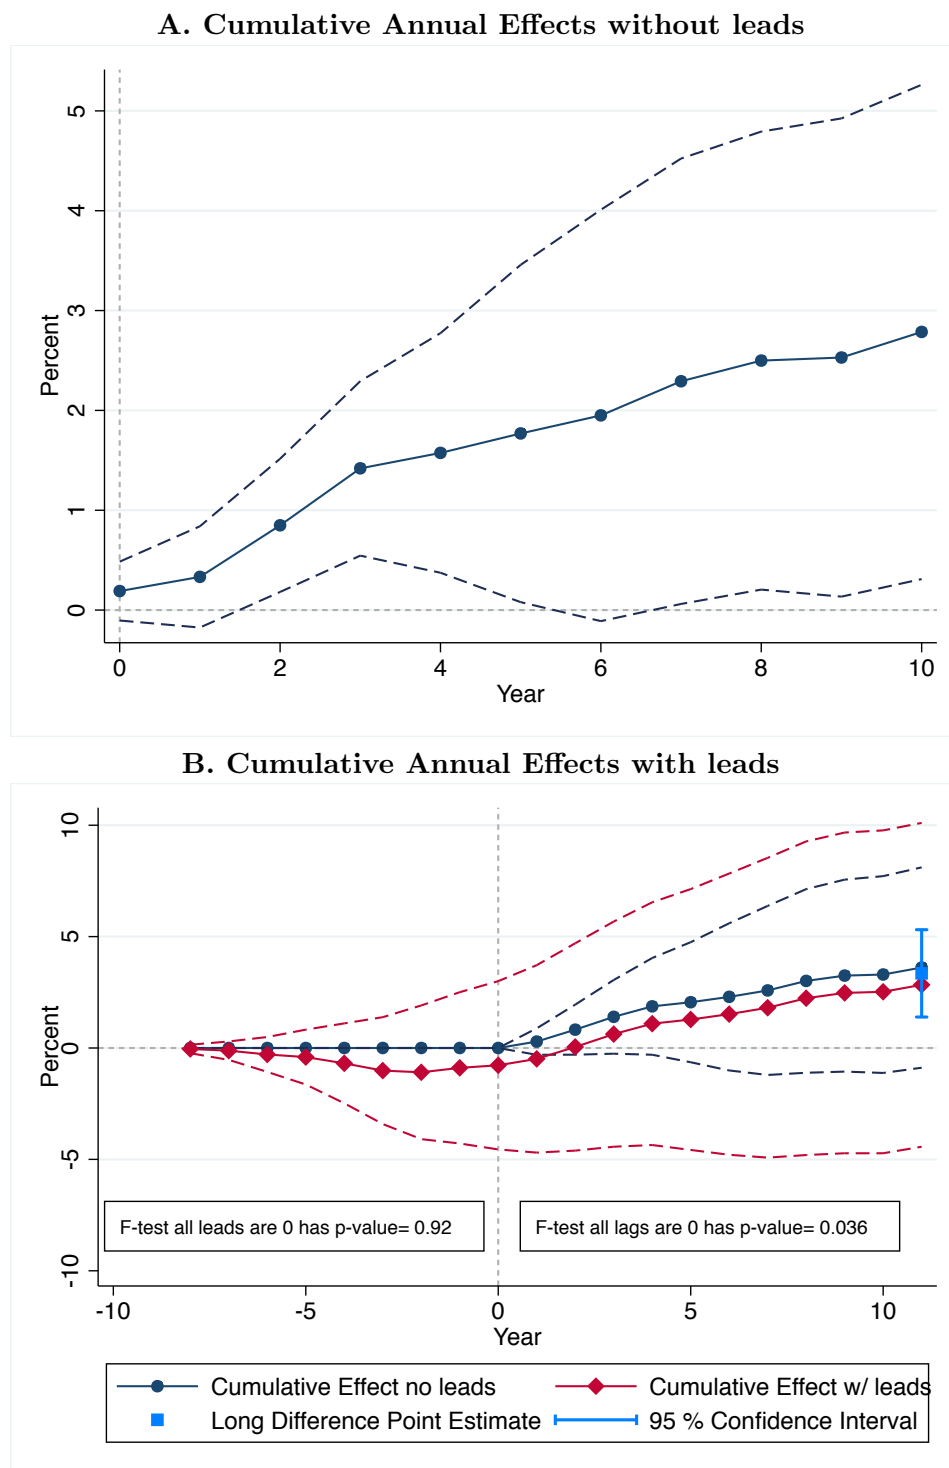 A. Cumulative Annual Effects without leads
5
4
3
2
1
0
Percent
0 2 4 6 8 10
Year
B. Cumulative Annual Effects with leads
10
5
0
-5
-10
Percent
F-test all leads are 0 has p-value= 0.92
F-test all lags are 0 has p-value= 0.036
-10 -5 0 5 10
Year
Cumulative Effect no leads Cumulative Effect w/ leads
Long Difference Point Estimate 95 % Confidence Interval